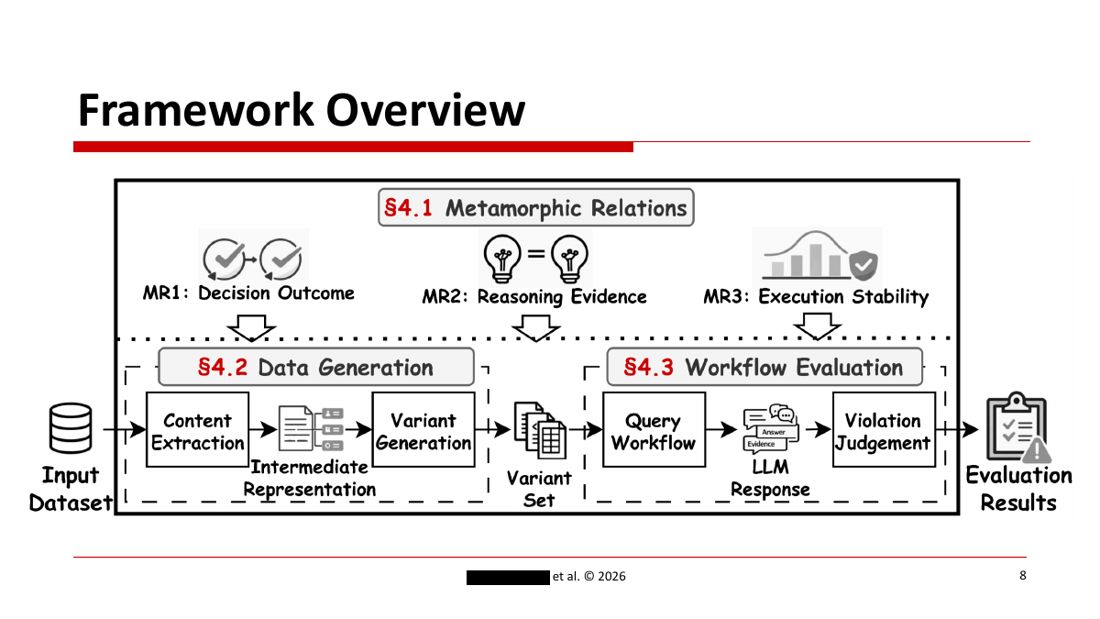 Framework Overview
§4.1 Metamorphic Relations
MR1: Decision Outcome
MR2: Reasoning Evidence
MR3: Execution Stability
§4.2 Data Generation
§4.3 Workflow Evaluation
Input
Dataset
Content
Extraction
Intermediate
Representation
Variant
Generation
Variant
Set
Query
Workflow
Answer
Evidence
LLM
Response
Violation
Judgement
Evaluation
Results
et al. © 2026
8